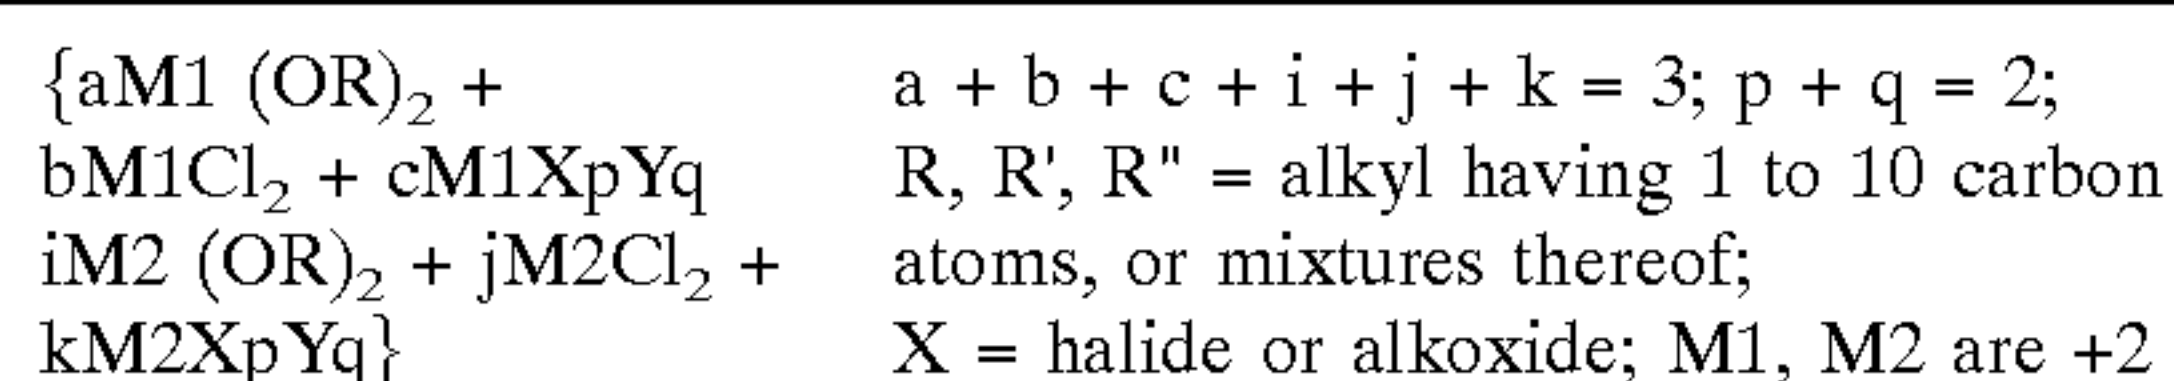 {aM1 (OR)₂ +
bM1Cl₂ + cM1XpYq
iM2 (OR)₂ + jM2Cl₂ +
kM2XpYq}
a + b + c + i + j + k = 3; p + q = 2;
R, R', R" = alkyl having 1 to 10 carbon
atoms, or mixtures thereof;
X = halide or alkoxide; M1, M2 are +2